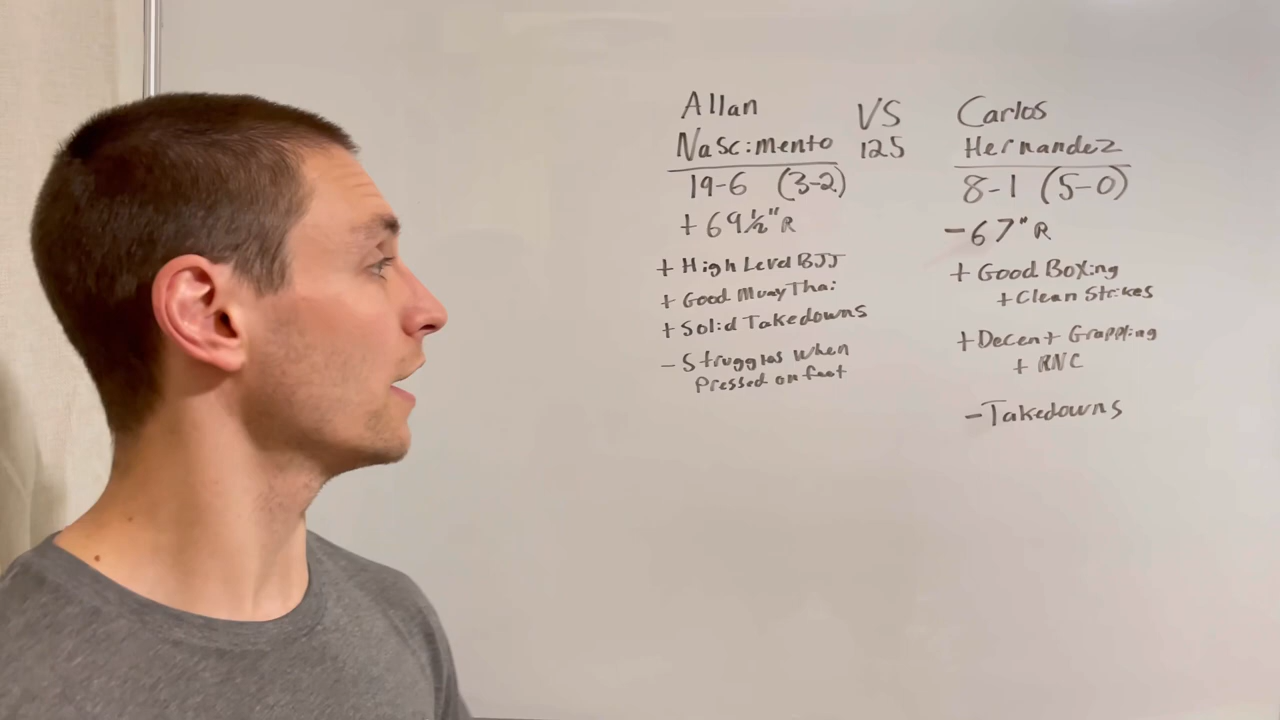 Allan
Nascimento
19-6 (3-2)
+ 69½" R
+ High Level BJJ
+ Good Muay Thai
+ Solid Takedowns
- Struggles when
Pressed on feet
VS
125
Carlos
Hernandez
8-1 (5-0)
-67" R
+ Good Boxing
+ Clean Strikes
+ Decent Grappling
+ RNC
- Takedowns